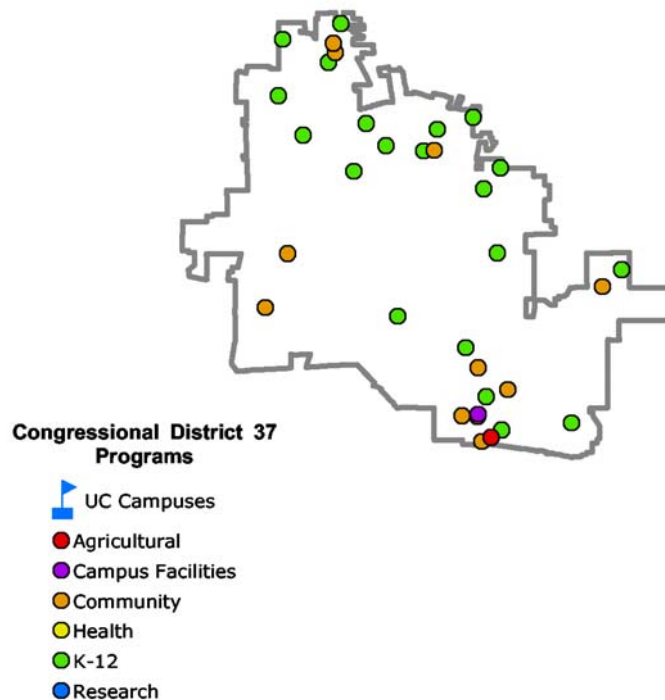 Congressional District 37
Programs
UC Campuses
Agricultural
Campus Facilities
Community
Health
K-12
Research